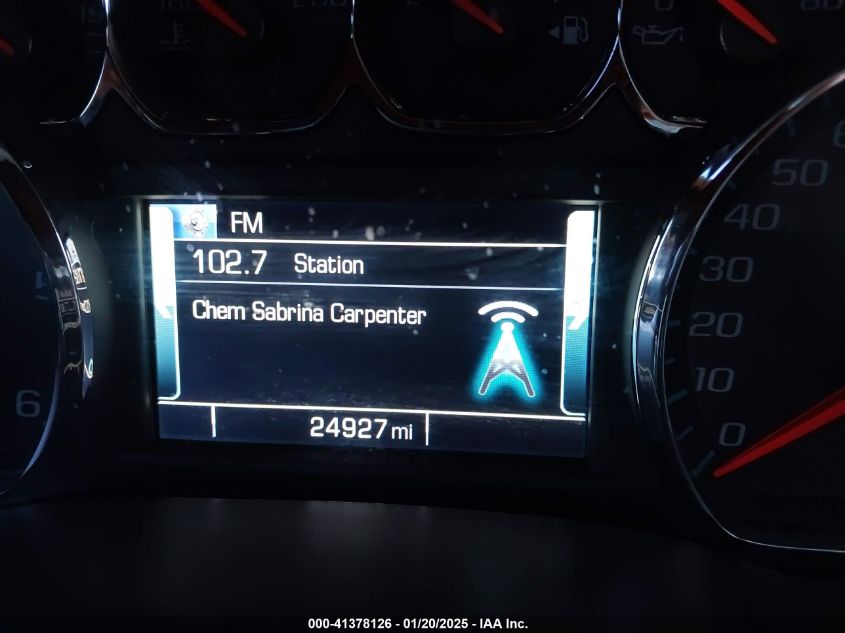 FM
102.7 Station
Chem Sabrina Carpenter
24927 mi
6
50
40
30
20
10
0
000-41378126 - 01/20/2025 - IAA Inc.